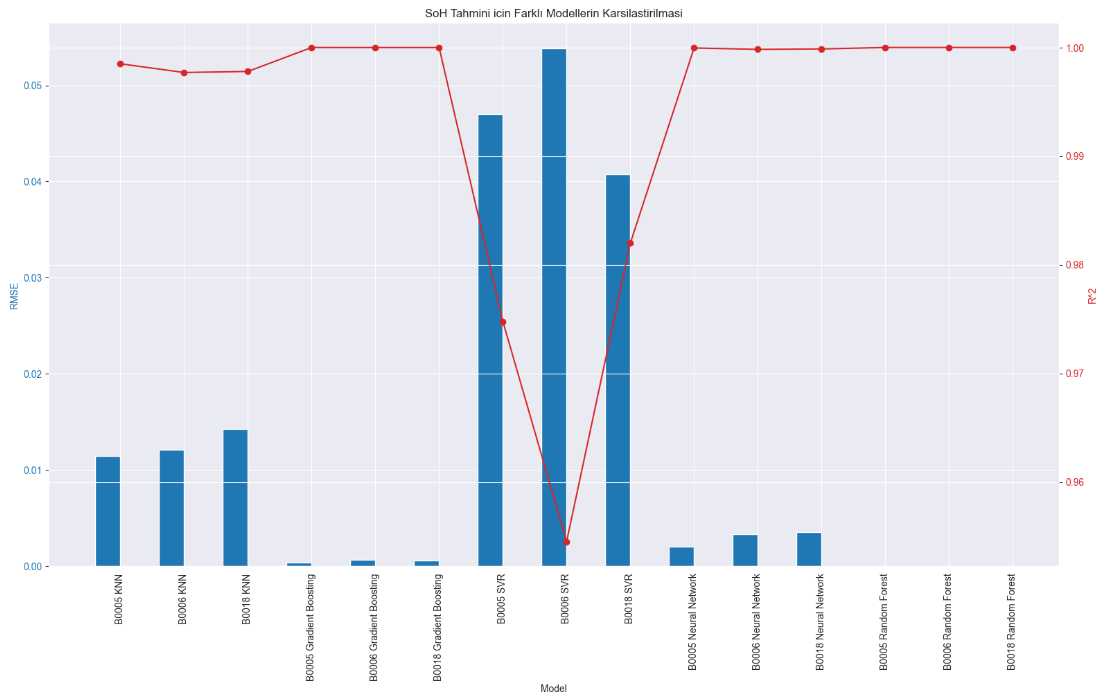 SoH Tahmini icin Farklı Modellerin Karsilastirilmasi
0.05
0.04
0.03
0.02
0.01
0.00
RMSE
1.00
0.99
0.98
0.97
0.96
R^2
B0005 KNN
B0006 KNN
B0018 KNN
B0005 Gradient Boosting
B0006 Gradient Boosting
B0018 Gradient Boosting
B0005 SVR
B0006 SVR
B0018 SVR
B0005 Neural Network
B0006 Neural Network
B0018 Neural Network
B0005 Random Forest
B0006 Random Forest
B0018 Random Forest
Model